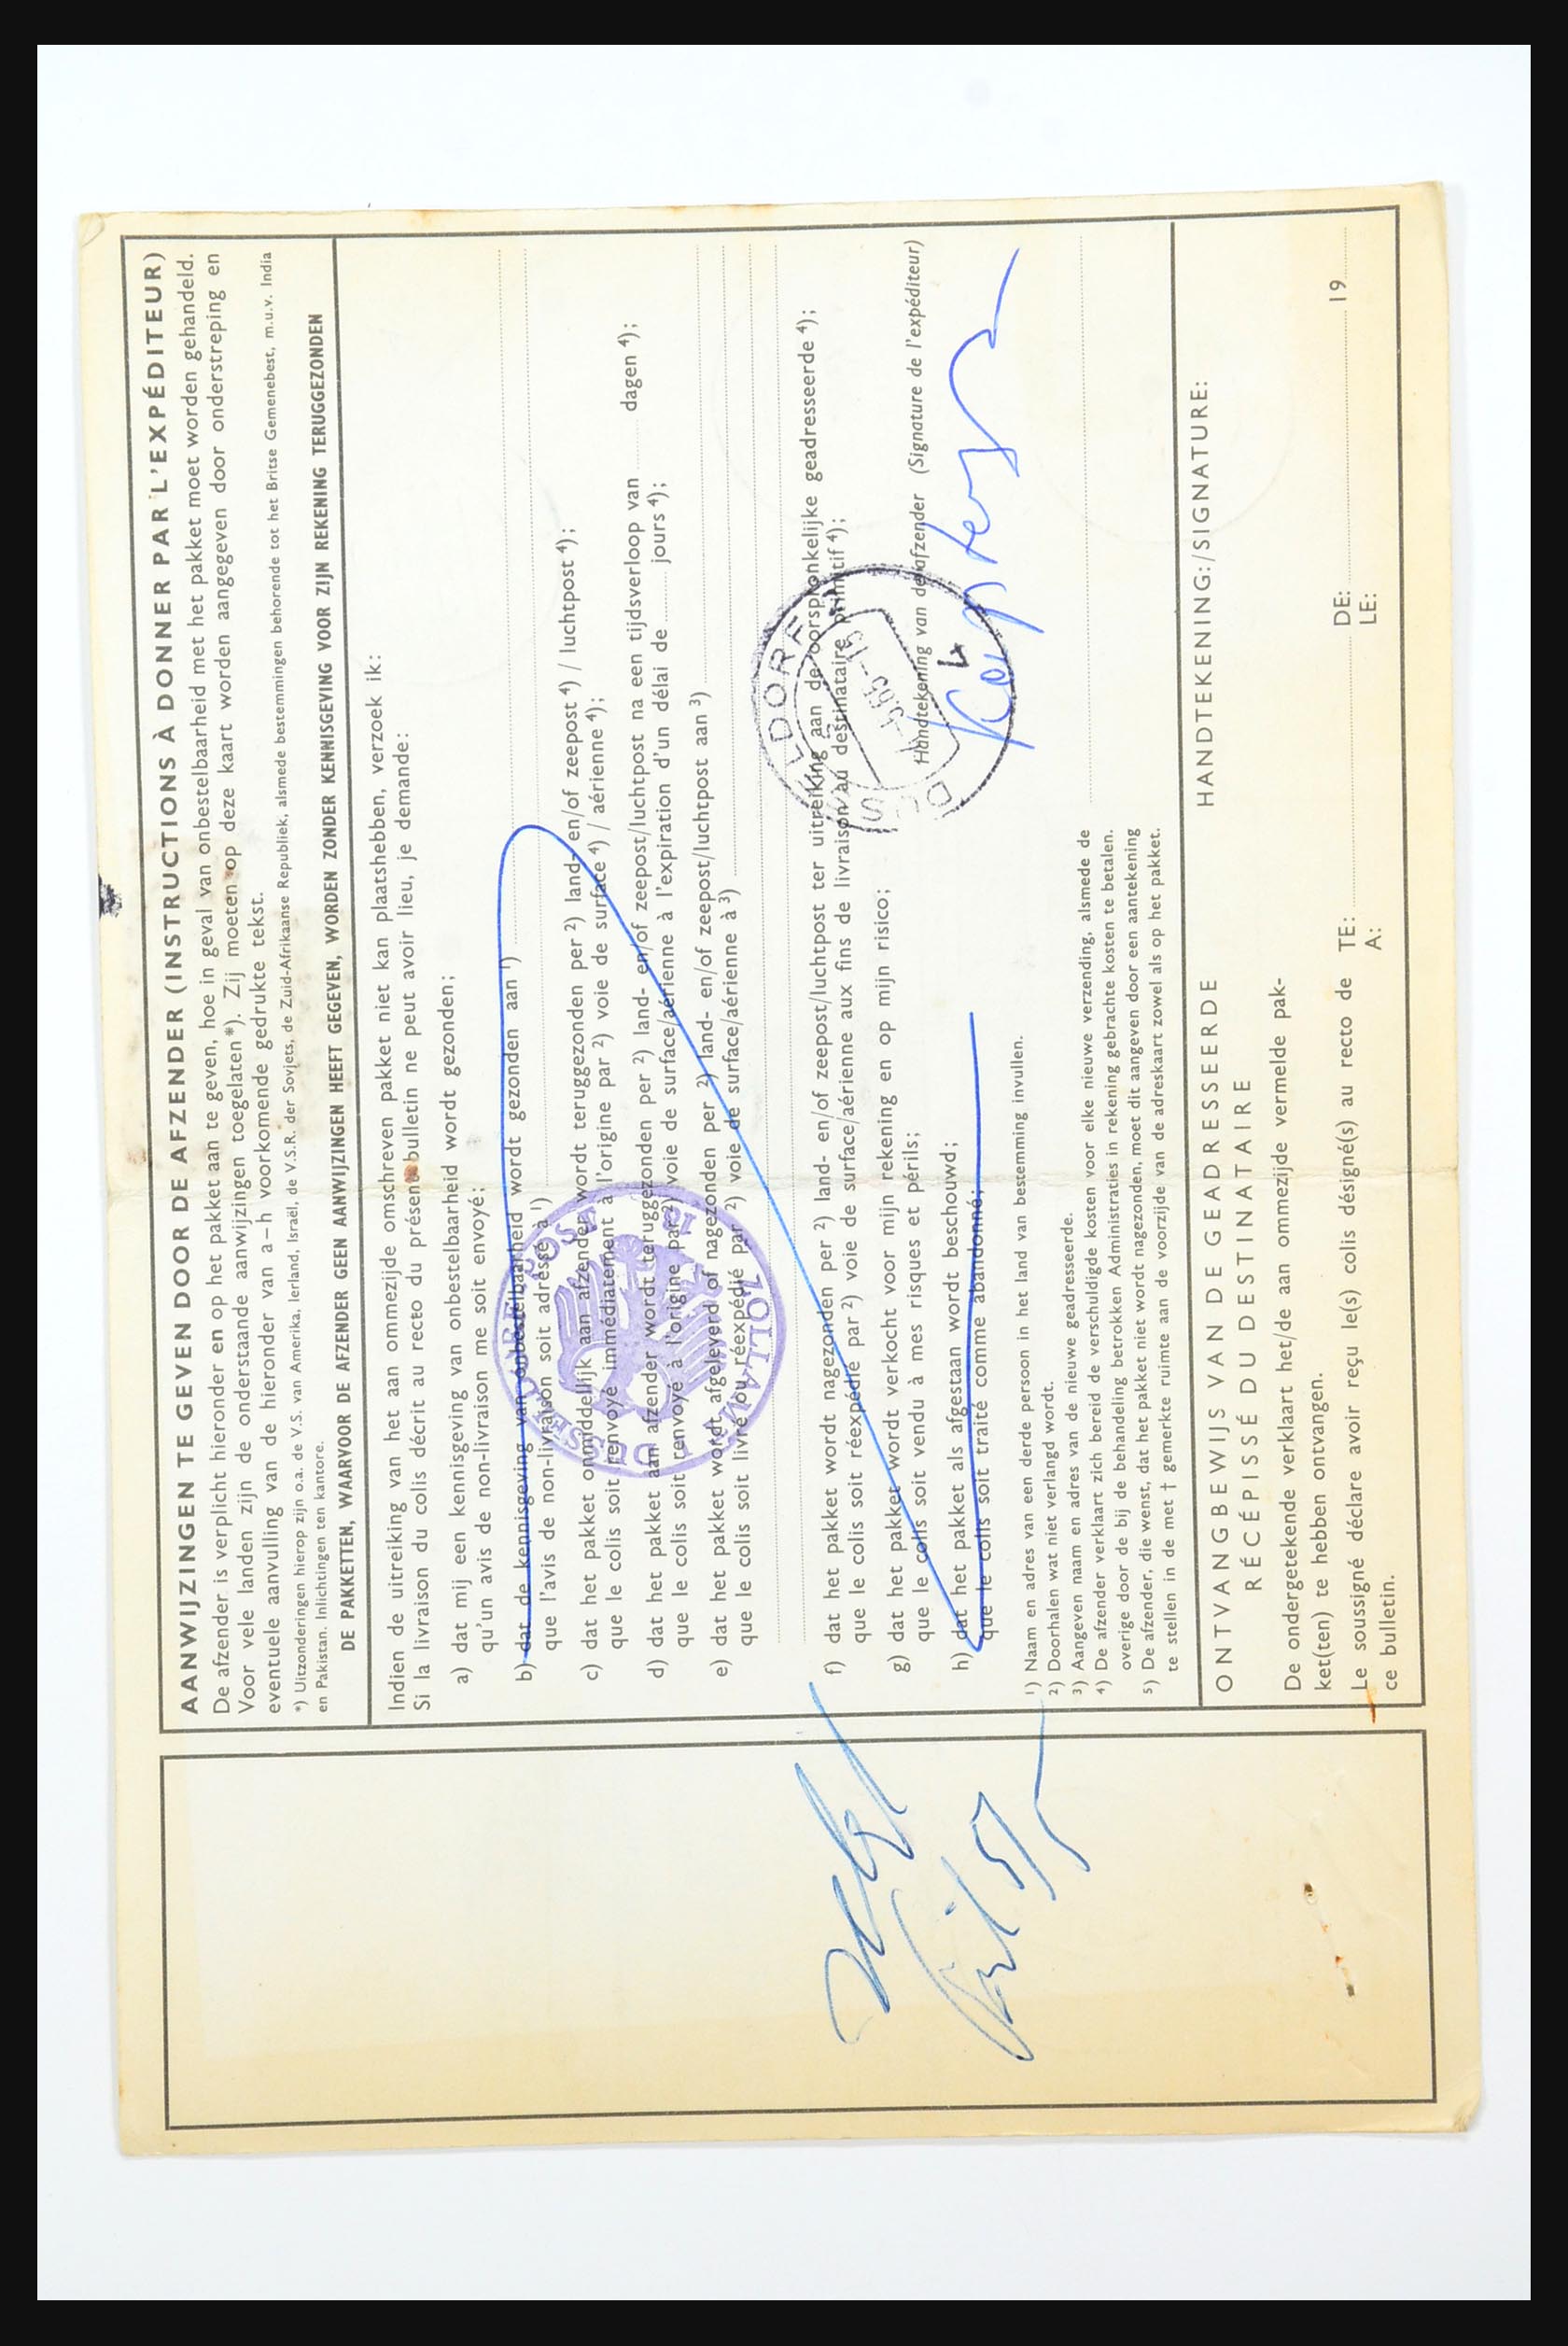 AANWIJZINGEN TE GEVEN DOOR DE AFZENDER (INSTRUCTIONS À DONNER PAR L'EXPÉDITEUR)
De afzender is verplicht hieronder en op het pakket aan te geven, hoe in geval van onbestelbaarheid met het pakket moet worden gehandeld.
Voor vele landen zijn de onderstaande aanwijzingen toegelaten*). Zij moeten op deze kaart worden aangegeven door onderstreping en
eventuele aanvulling van de hieronder van a–h voorkomende gedrukte tekst.
*) Uitzonderingen hierop zijn o.a. de V.S. van Amerika, Ierland, Israël, de V.S.R. der Sovjets, de Zuid-Afrikaanse Republiek, alsmede bestemmingen behorende tot het Britse Gemenebest, m.u.v. India
en Pakistan. Inlichtingen ten kantore.
DE PAKKETTEN, WAARVOOR DE AFZENDER GEEN AANWIJZINGEN HEEFT GEGEVEN, WORDEN ZONDER KENNISGEVING VOOR ZIJN REKENING TERUGGEZONDEN
Indien de uitreiking van het aan ommezijde omschreven pakket niet kan plaatshebben, verzoek ik:
Si la livraison du colis décrit au recto du présent bulletin ne peut avoir lieu, je demande:
a) dat mij een kennisgeving van onbestelbaarheid wordt gezonden;
qu'un avis de non-livraison me soit envoyé;
b) dat de kennisgeving van onbestelbaarheid wordt gezonden aan ¹)
que l'avis de non-livraison soit adressé à ¹)
c) dat het pakket onmiddellijk aan afzender wordt teruggezonden per ²) land- en/of zeepost ⁴) / luchtpost ⁴);
que le colis soit renvoyé immédiatement à l'origine par ²) voie de surface ⁴) / aérienne ⁴);
d) dat het pakket aan afzender wordt teruggezonden per ²) land- en/of zeepost/luchtpost na een tijdsverloop van dagen ⁴);
que le colis soit renvoyé à l'origine par ²) voie de surface/aérienne à l'expiration d'un délai de jours ⁴);
e) dat het pakket wordt afgeleverd of nagezonden per ²) land- en/of zeepost/luchtpost aan ³)
que le colis soit livré ou réexpédié par ²) voie de surface/aérienne à ³)
f) dat het pakket wordt nagezonden per ²) land- en/of zeepost/luchtpost ter uitreiking aan de oorspronkelijke geadresseerde ⁴);
que le colis soit réexpédié par ²) voie de surface/aérienne aux fins de livraison au destinataire primitif ⁴);
g) dat het pakket wordt verkocht voor mijn rekening en op mijn risico;
que le colis soit vendu à mes risques et périls;
h) dat het pakket als afgestaan wordt beschouwd;
que le colis soit traité comme abandonné;
Handtekening van de afzender (Signature de l'expéditeur)
DÜSSELDORF
ZOLLAMT DÜSSELDORF POST
¹) Naam en adres van een derde persoon in het land van bestemming invullen.
²) Doorhalen wat niet verlangd wordt.
³) Aangeven naam en adres van de nieuwe geadresseerde.
⁴) De afzender verklaart zich bereid de verschuldigde kosten voor elke nieuwe verzending, alsmede de
overige door de bij de behandeling betrokken Administraties in rekening gebrachte kosten te betalen.
⁵) De afzender, die wenst, dat het pakket niet wordt nagezonden, moet dit aangeven door een aantekening
te stellen in de met † gemerkte ruimte aan de voorzijde van de adreskaart zowel als op het pakket.
ONTVANGBEWIJS VAN DE GEADRESSEERDE
RÉCÉPISSÉ DU DESTINATAIRE
HANDTEKENING:/SIGNATURE:
De ondergetekende verklaart het/de aan ommezijde vermelde pak-
ket(ten) te hebben ontvangen.
Le soussigné déclare avoir reçu le(s) colis désigné(s) au recto de
ce bulletin.
TE: DE: 19
A: LE: